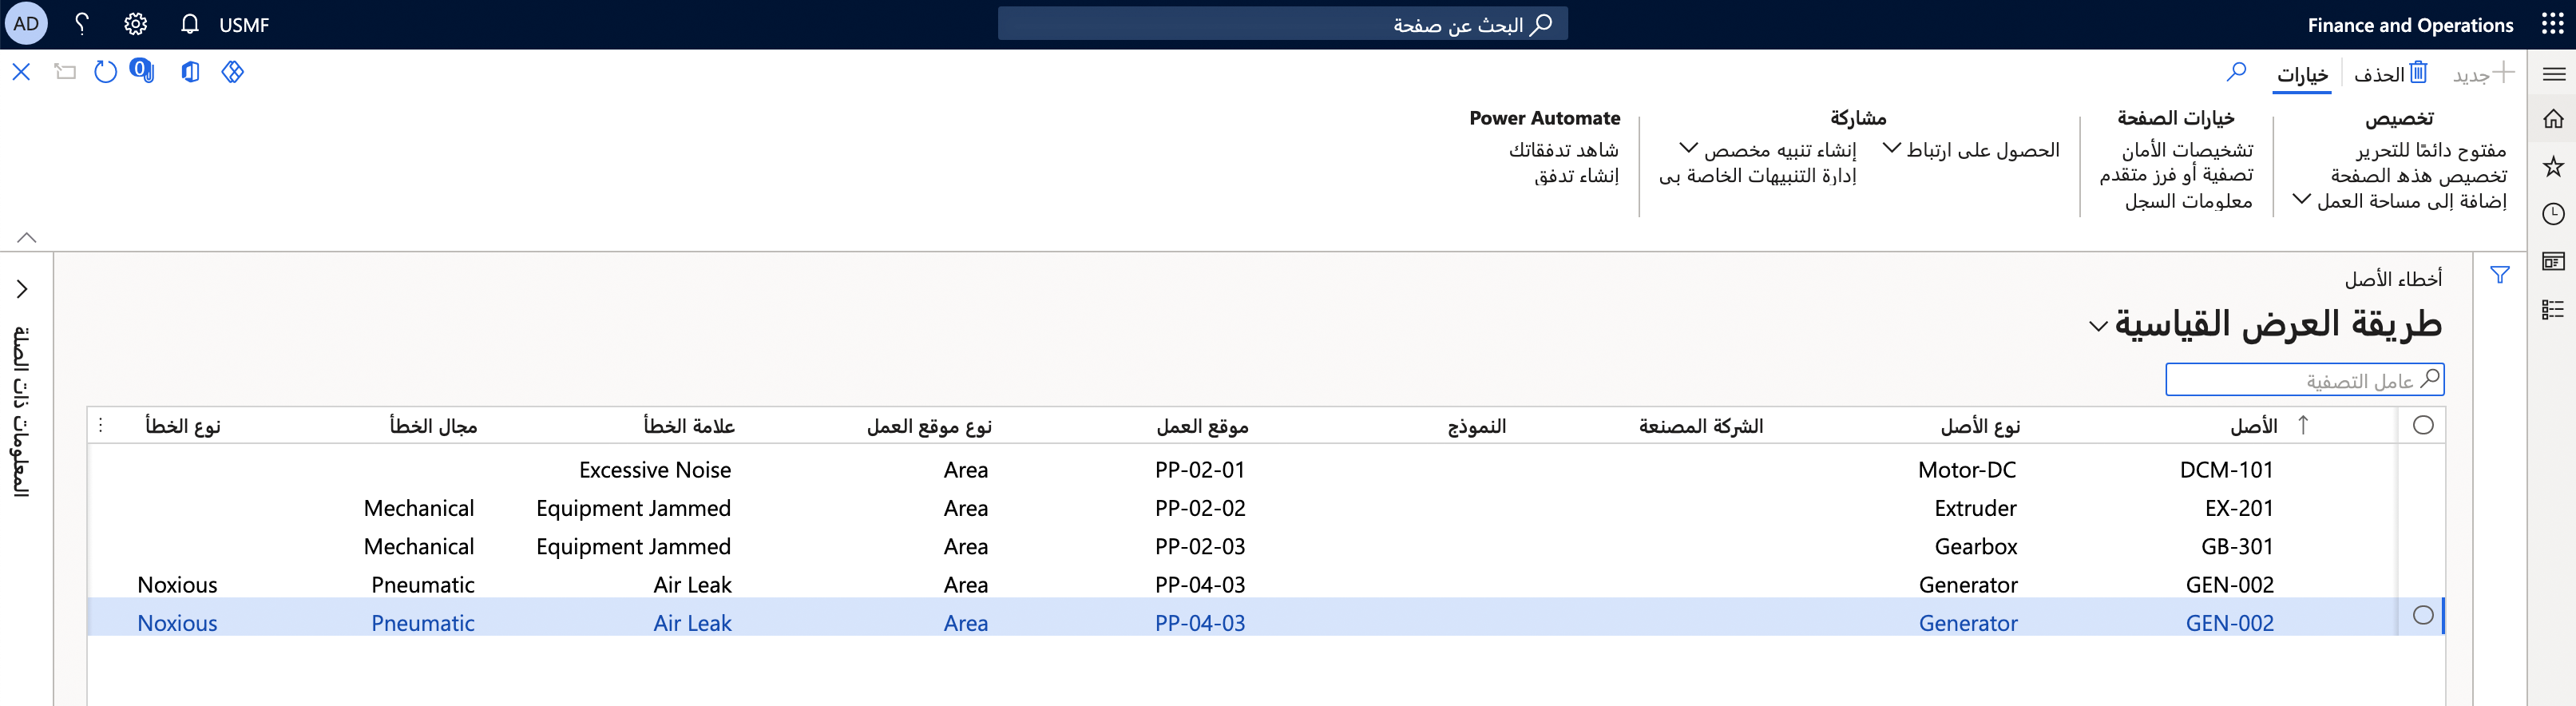 Finance and Operations
البحث عن صفحة
USMF
AD
جديد
الحذف
خيارات
0
تخصيص
مفتوح دائمًا للتحرير
تخصيص هذه الصفحة
إضافة إلى مساحة العمل
خيارات الصفحة
تشخيصات الأمان
تصفية أو فرز متقدم
معلومات السجل
مشاركة
الحصول على ارتباط
إنشاء تنبيه مخصص
إدارة التنبيهات الخاصة بي
Power Automate
شاهد تدفقاتك
إنشاء تدفق
أخطاء الأصل
طريقة العرض القياسية
عامل التصفية
الأصل نوع الأصل الشركة المصنعة النموذج موقع العمل نوع موقع العمل علامة الخطأ مجال الخطأ نوع الخطأ
DCM-101 Motor-DC PP-02-01 Area Excessive Noise
EX-201 Extruder PP-02-02 Area Equipment Jammed Mechanical
GB-301 Gearbox PP-02-03 Area Equipment Jammed Mechanical
GEN-002 Generator PP-04-03 Area Air Leak Pneumatic Noxious
GEN-002 Generator PP-04-03 Area Air Leak Pneumatic Noxious
المعلومات ذات الصلة